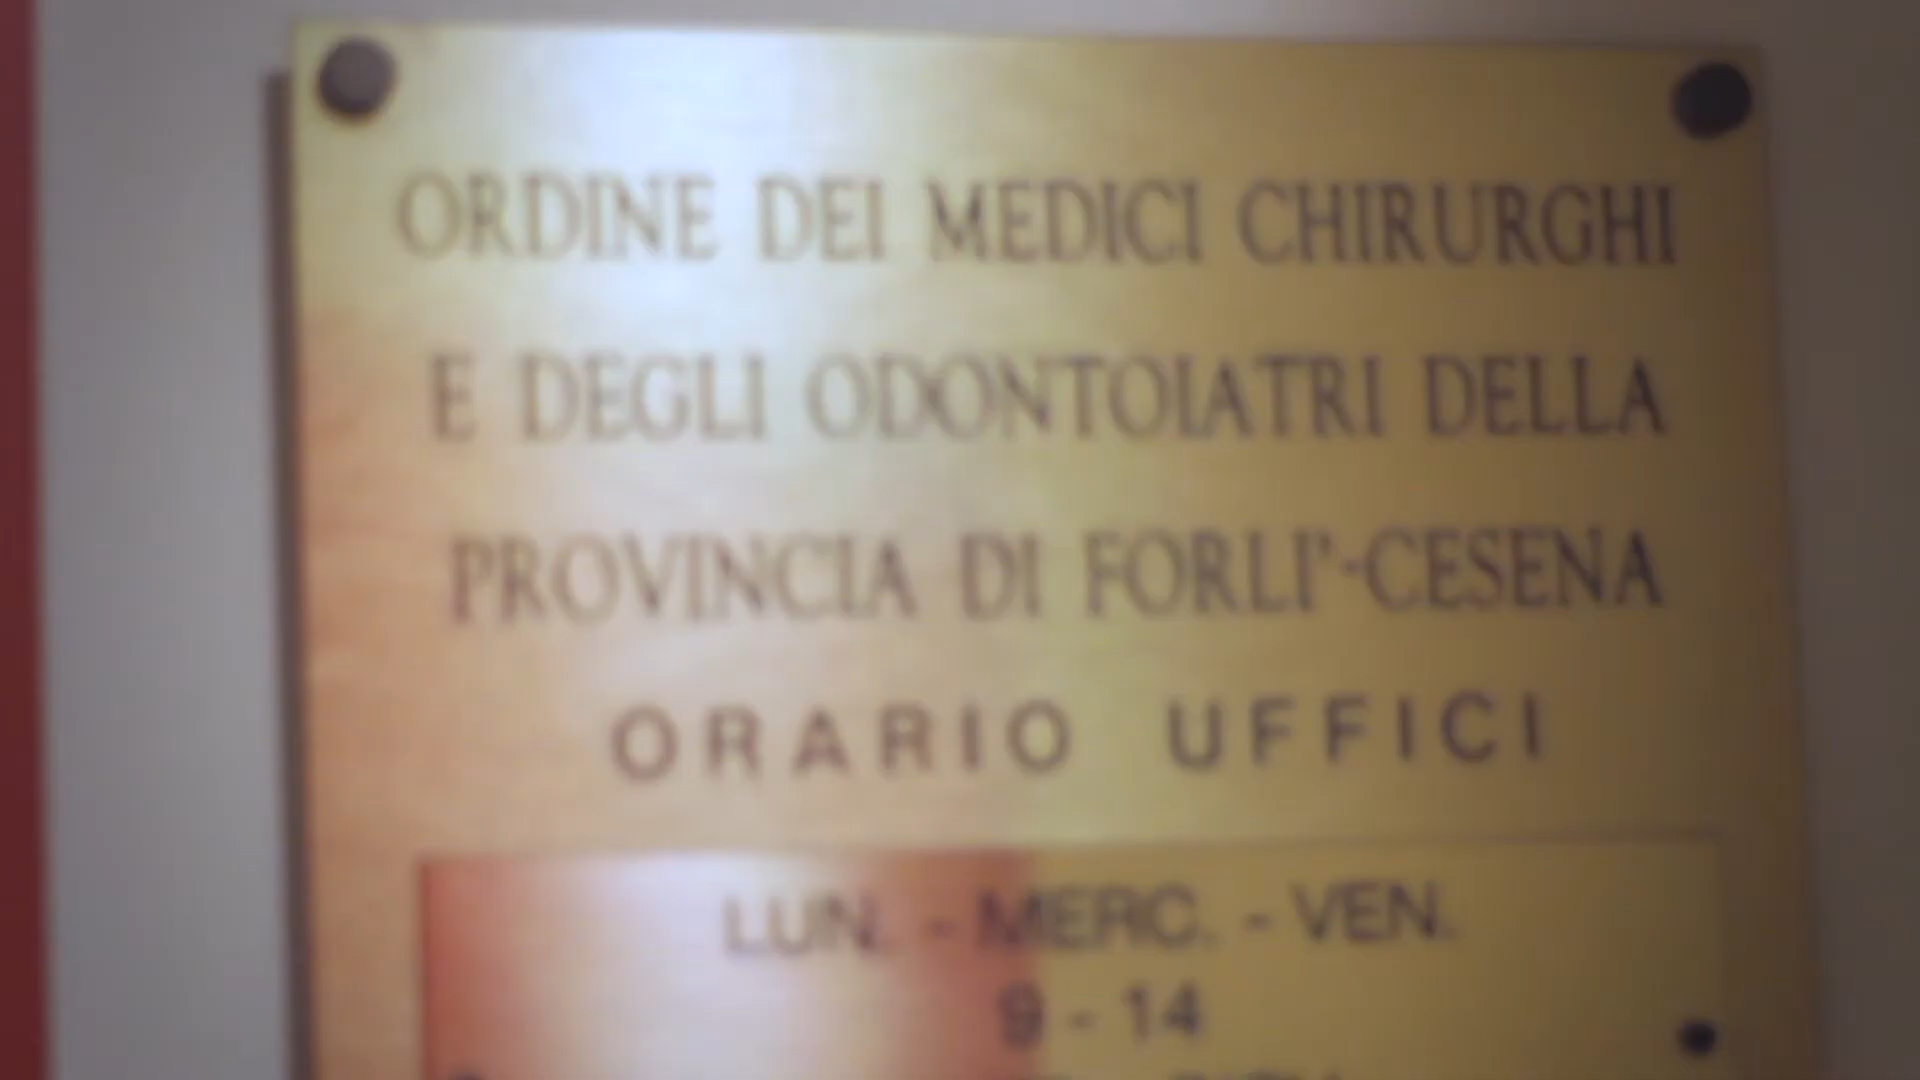 ORDINE DEI MEDICI CHIRURGHI
E DEGLI ODONTOIATRI DELLA
PROVINCIA DI FORLI'-CESENA
ORARIO UFFICI
LUN. - MERC. - VEN.
9 - 14